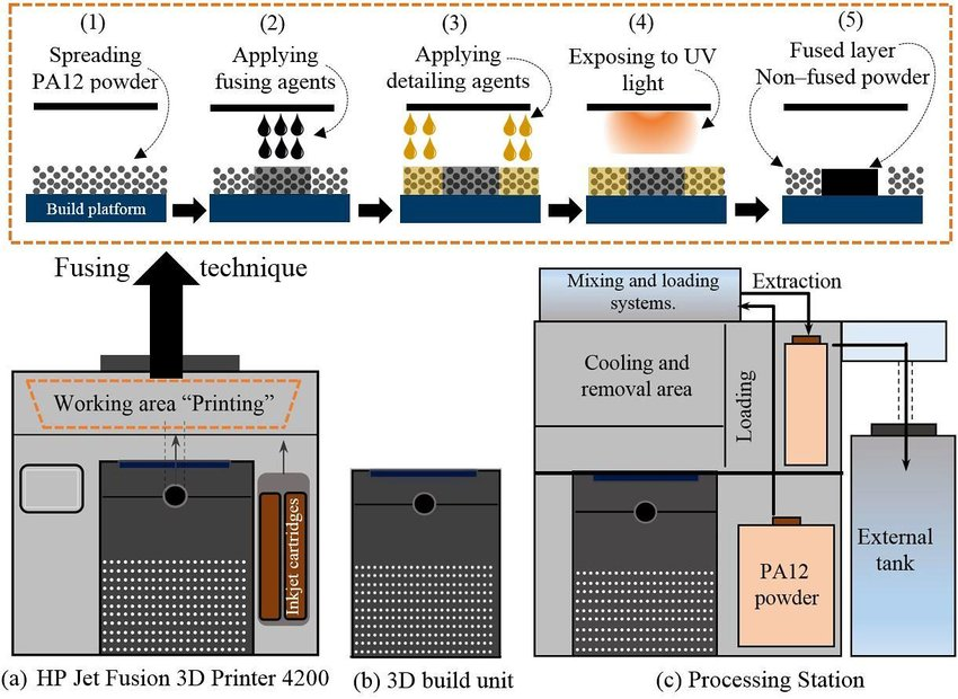 (1)
Spreading
PA12 powder
(2)
Applying
fusing agents
(3)
Applying
detailing agents
(4)
Exposing to UV
light
(5)
Fused layer
Non–fused powder
Build platform
Fusing technique
Working area “Printing”
Inkjet cartridges
Mixing and loading
systems.
Extraction
Cooling and
removal area
Loading
PA12
powder
External
tank
(a) HP Jet Fusion 3D Printer 4200
(b) 3D build unit
(c) Processing Station